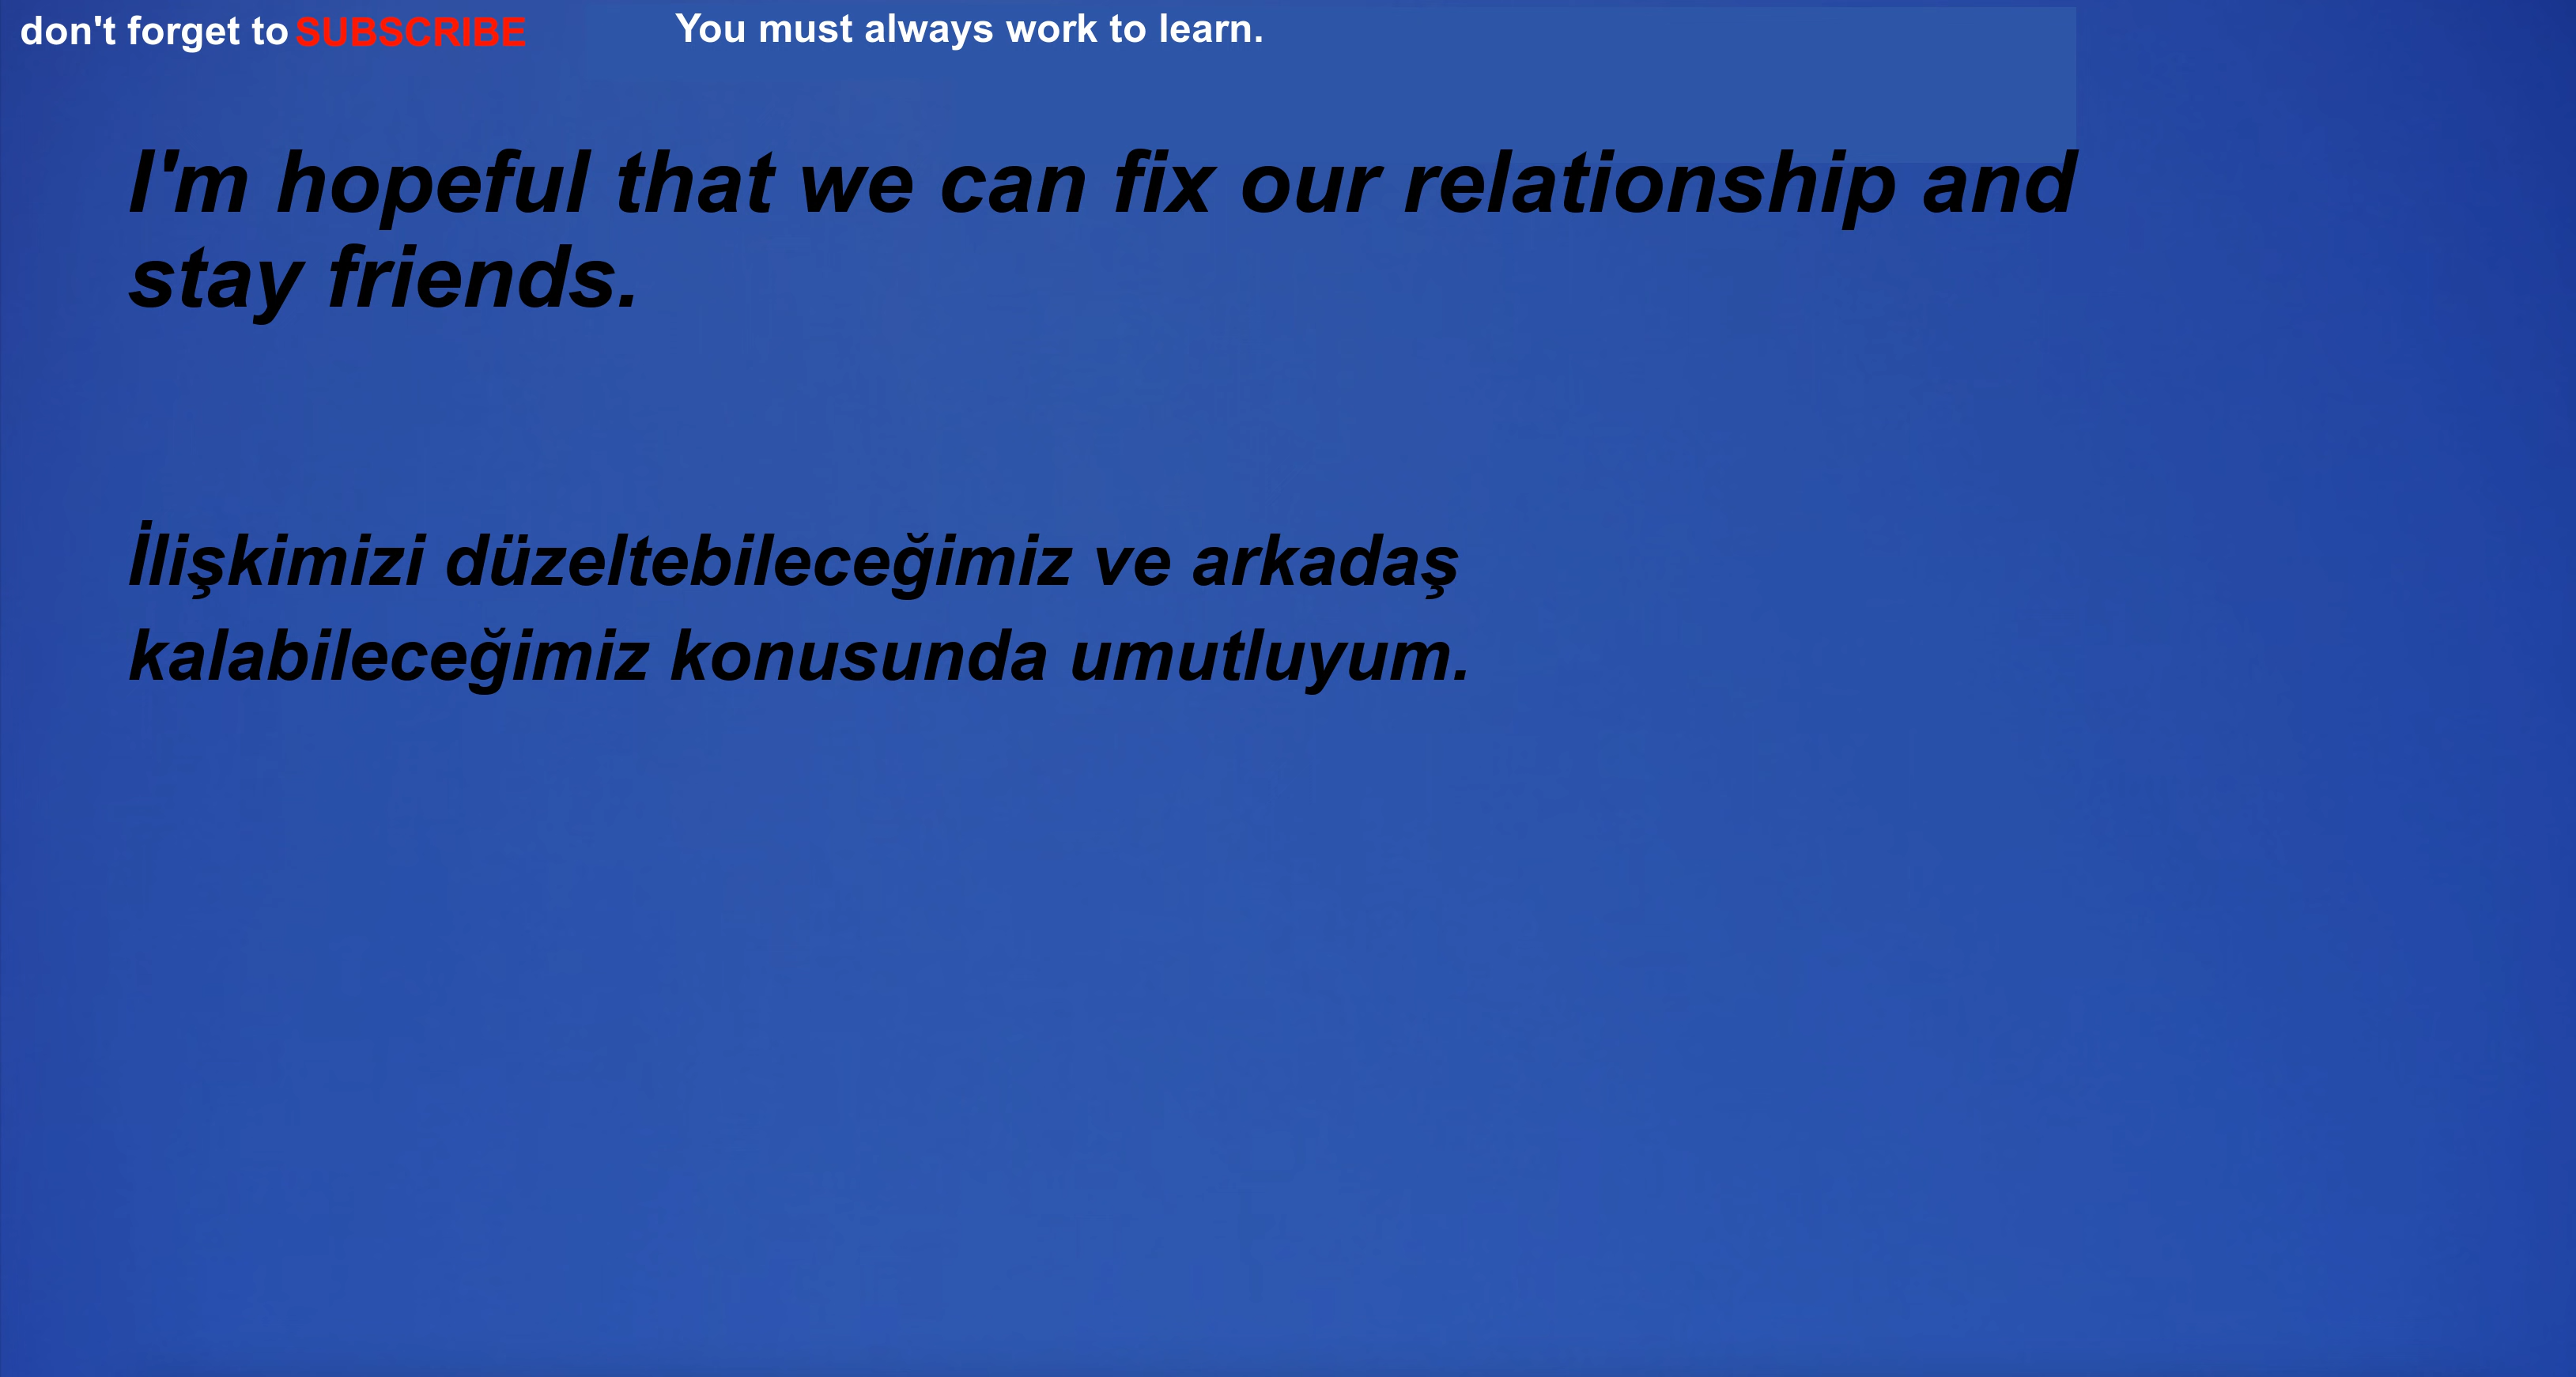 don't forget to SUBSCRIBE
You must always work to learn.
I'm hopeful that we can fix our relationship and
stay friends.
İlişkimizi düzeltebileceğimiz ve arkadaş
kalabileceğimiz konusunda umutluyum.